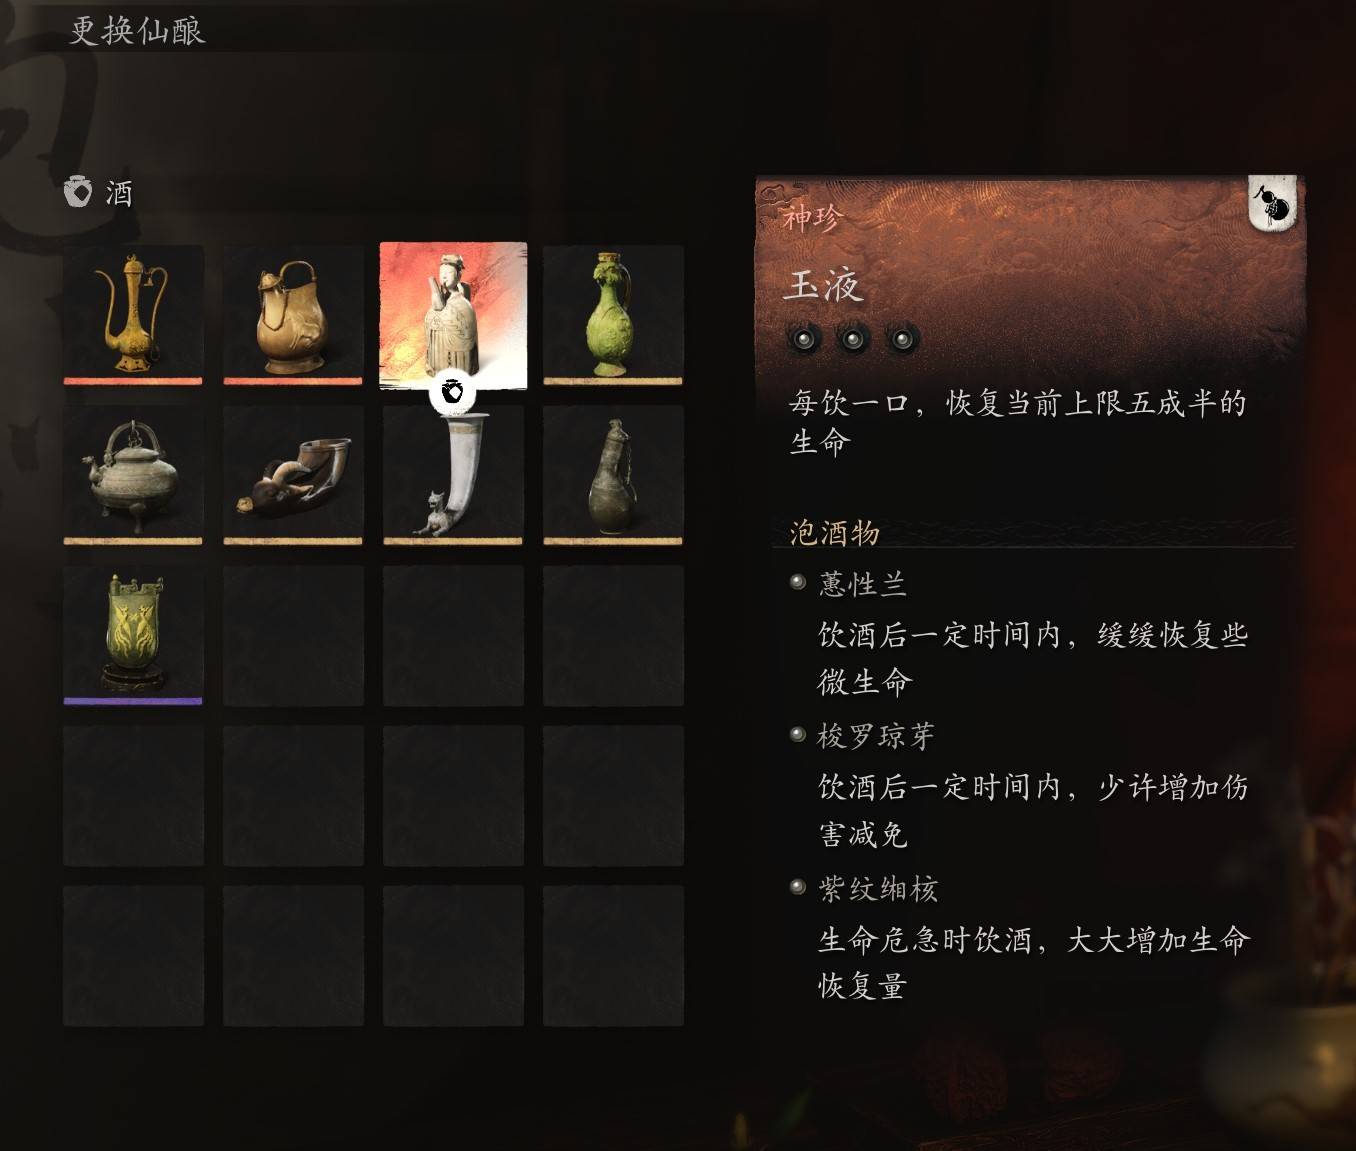 更换仙酿
酒
神珍
玉液
每饮一口，恢复当前上限五成半的
生命
泡酒物
蕙性兰
饮酒后一定时间内，缓缓恢复些
微生命
梭罗琼芽
饮酒后一定时间内，少许增加伤
害减免
紫纹缃核
生命危急时饮酒，大大增加生命
恢复量